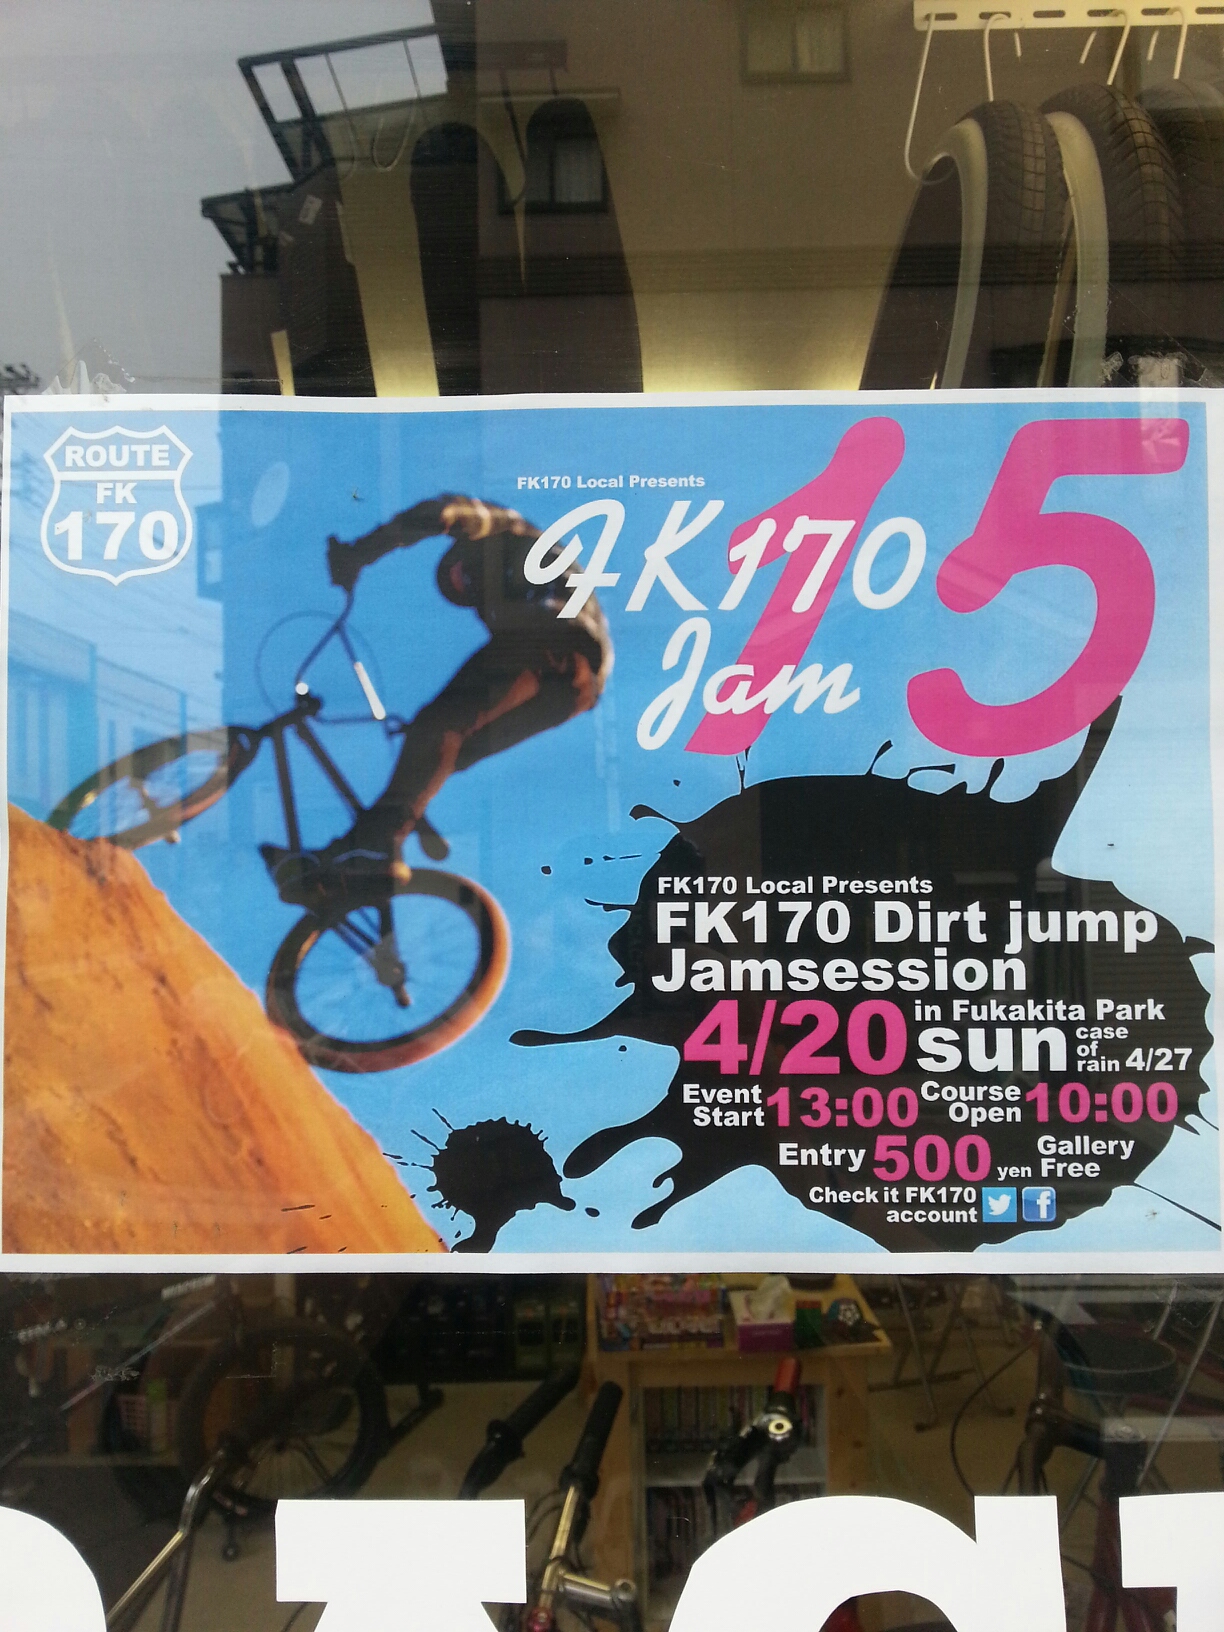 ROUTE
FK
170
FK170 Local Presents
15
FK170
Jam
FK170 Local Presents
FK170 Dirt jump
Jamsession
4/20 sun
in Fukakita Park
case
of
rain 4/27
Event
Start 13:00
Course
Open 10:00
Entry 500 yen
Gallery
Free
Check it FK170
account